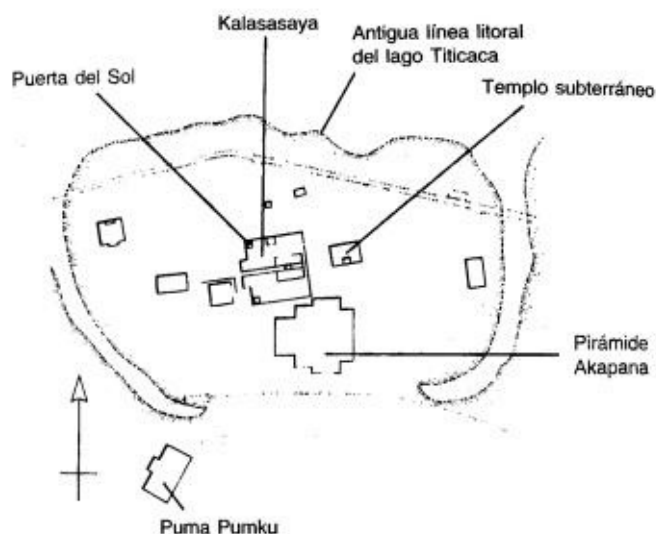 Kalasasaya
Antigua línea litoral
del lago Titicaca
Puerta del Sol
Templo subterráneo
Pirámide
Akapana
Puma Pumku